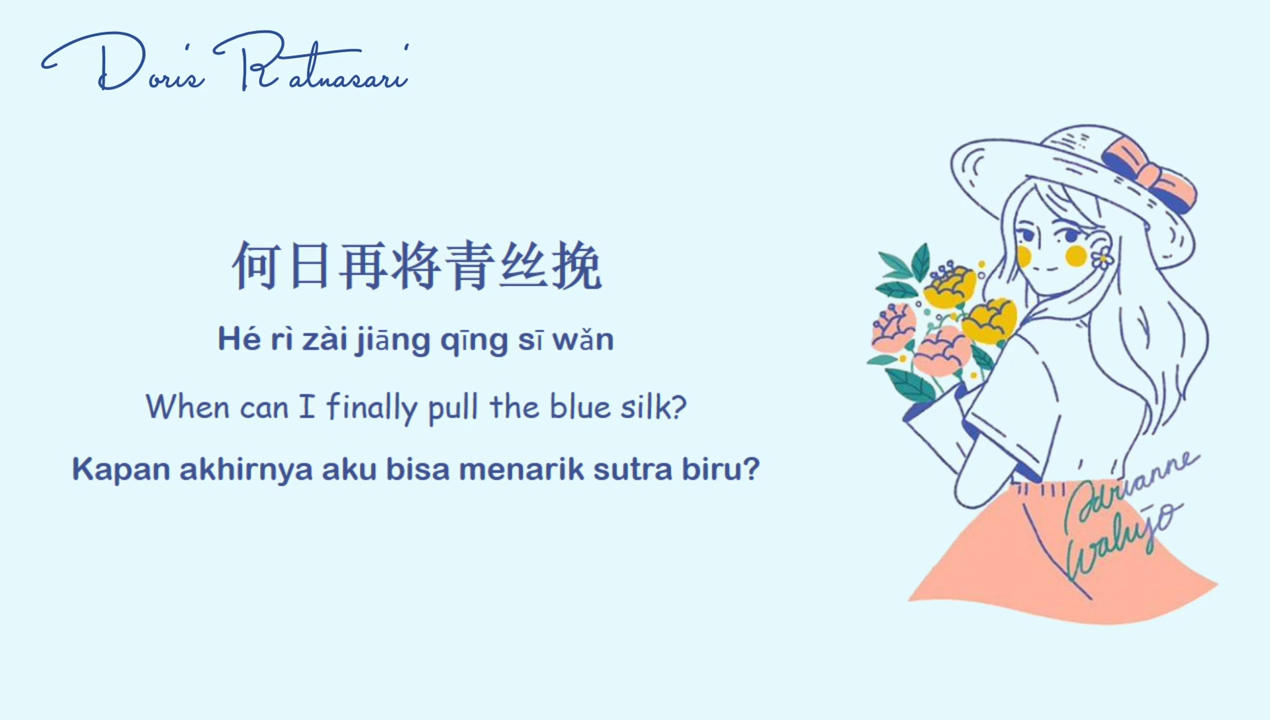 Doris Ratnasari
何日再将青丝挽
Hé rì zài jiāng qīng sī wǎn
When can I finally pull the blue silk?
Kapan akhirnya aku bisa menarik sutra biru?
Adrianne
Walujo